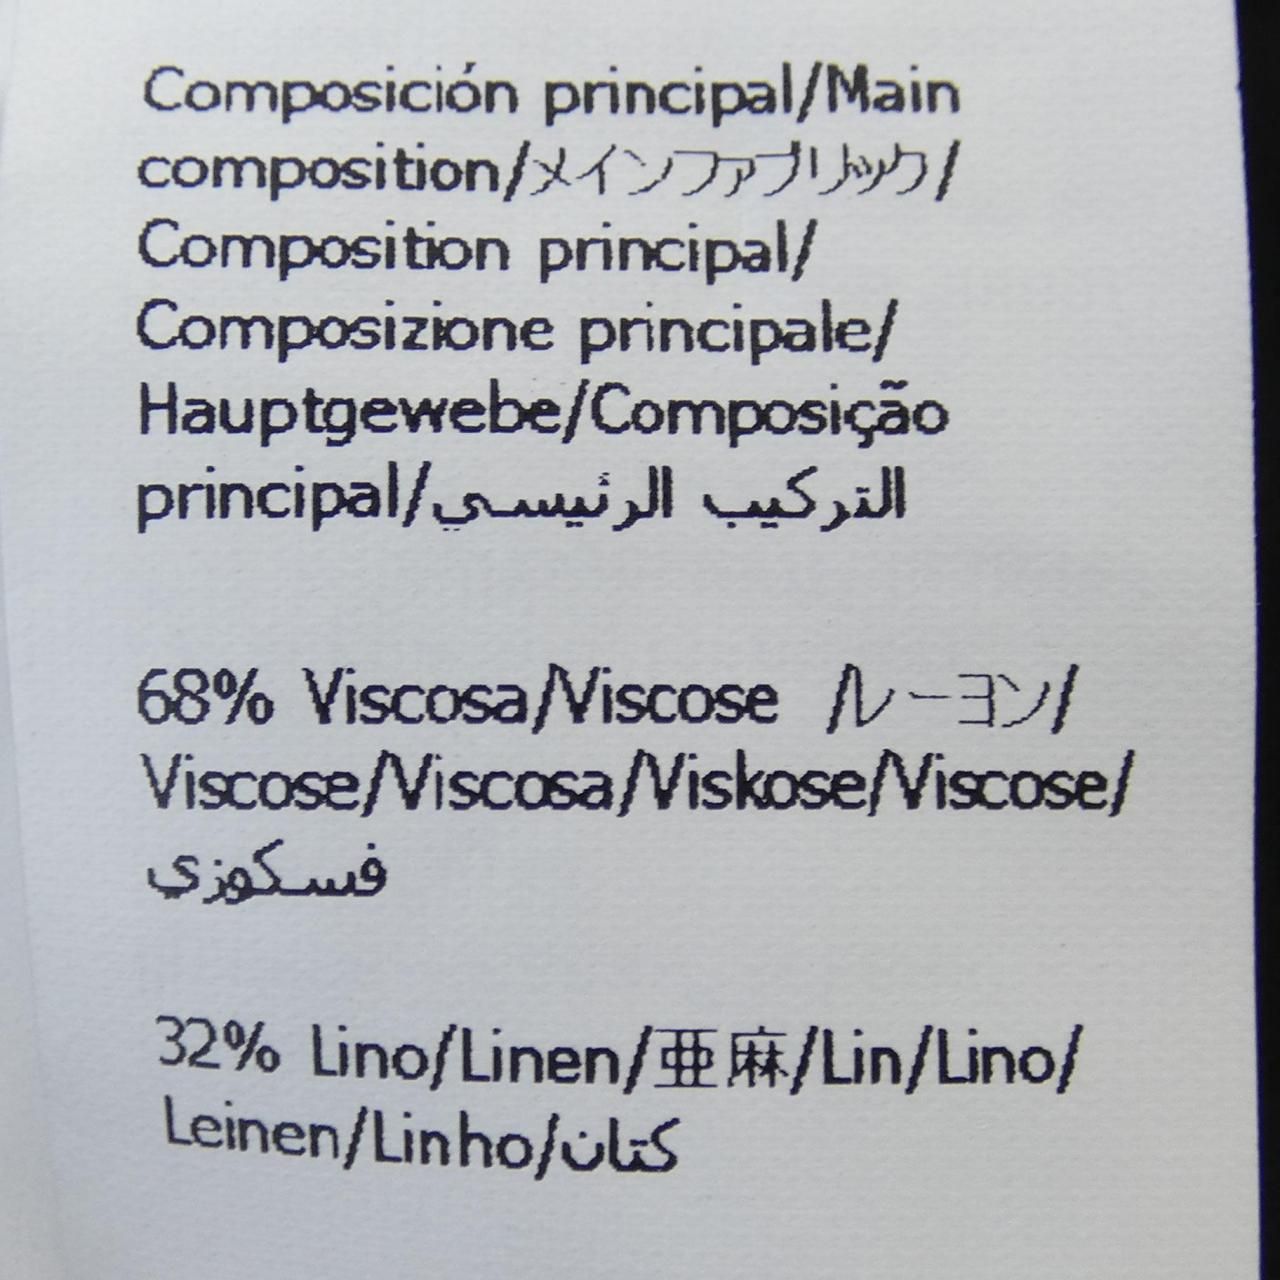 Composición principal/Main
composition/メインファブリック/
Composition principal/
Composizione principale/
Hauptgewebe/Composição
principal/التركيب الرئيسي
68% Viscosa/Viscose /レーヨン/
Viscose/Viscosa/Viskose/Viscose/
فسكوزي
32% Lino/Linen/亜麻/Lin/Lino/
Leinen/Linho/كتان